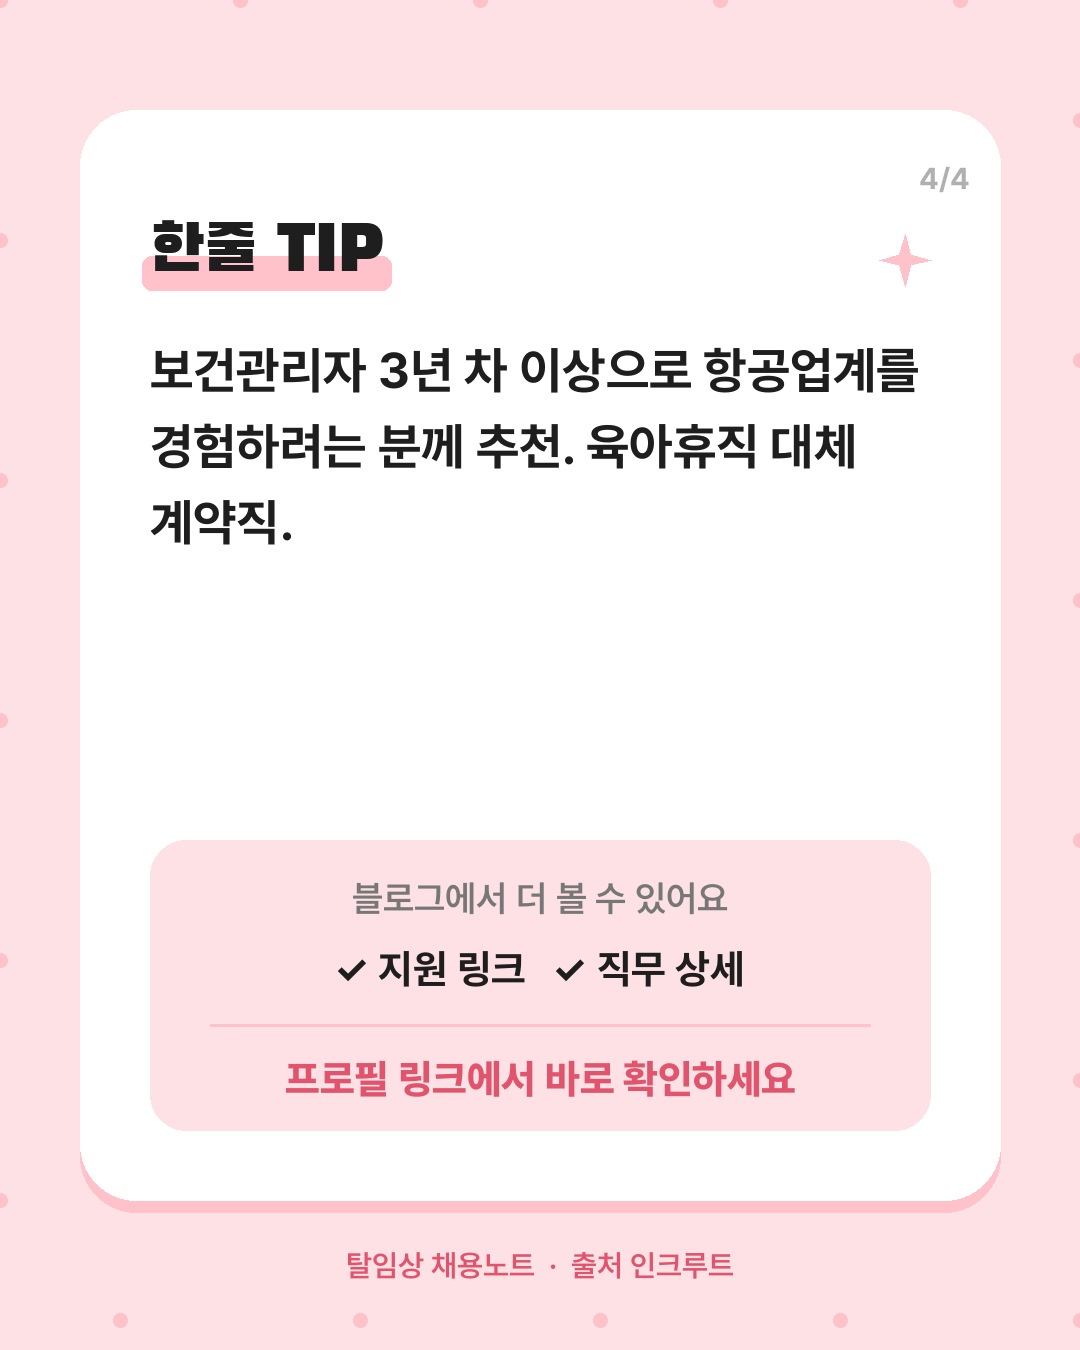 4/4
한줄 TIP
보건관리자 3년 차 이상으로 항공업계를
경험하려는 분께 추천. 육아휴직 대체
계약직.
블로그에서 더 볼 수 있어요
✓ 지원 링크 ✓ 직무 상세
프로필 링크에서 바로 확인하세요
탈임상 채용노트 · 출처 인크루트